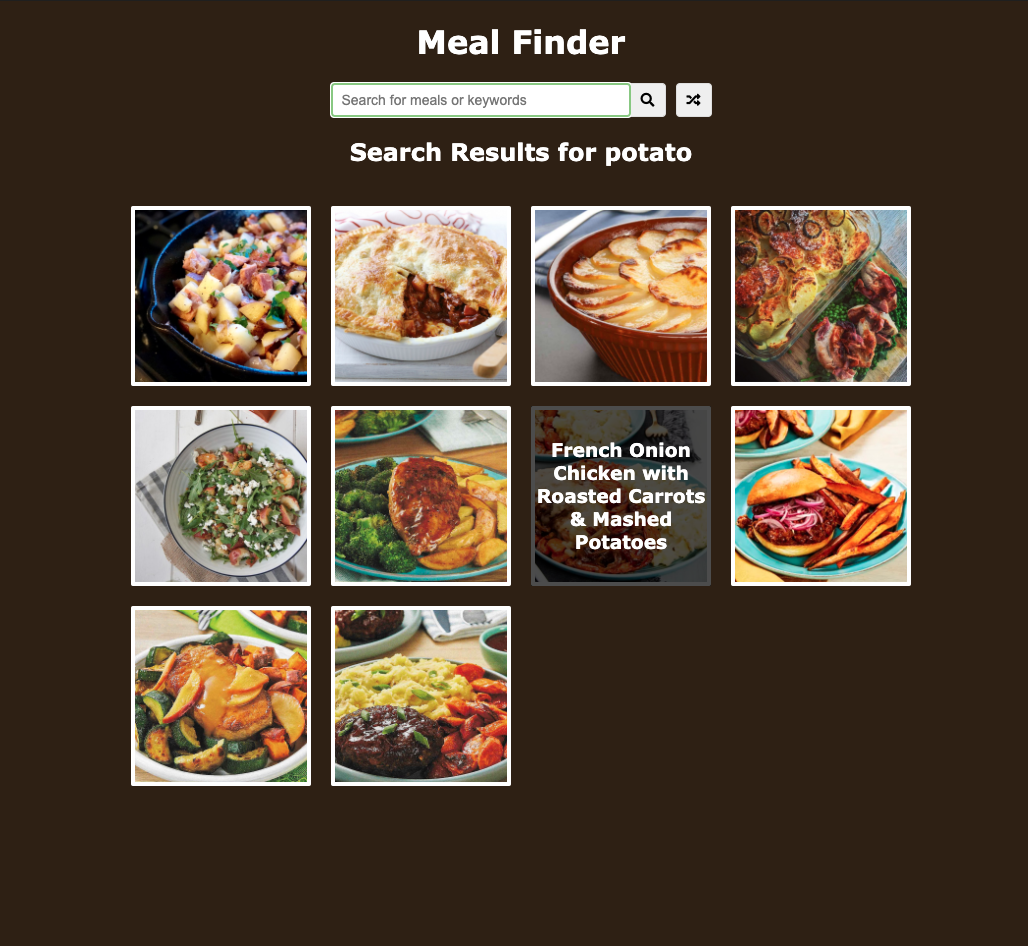 Meal Finder
Search for meals or keywords
Search Results for potato
French Onion
Chicken with
Roasted Carrots
& Mashed
Potatoes